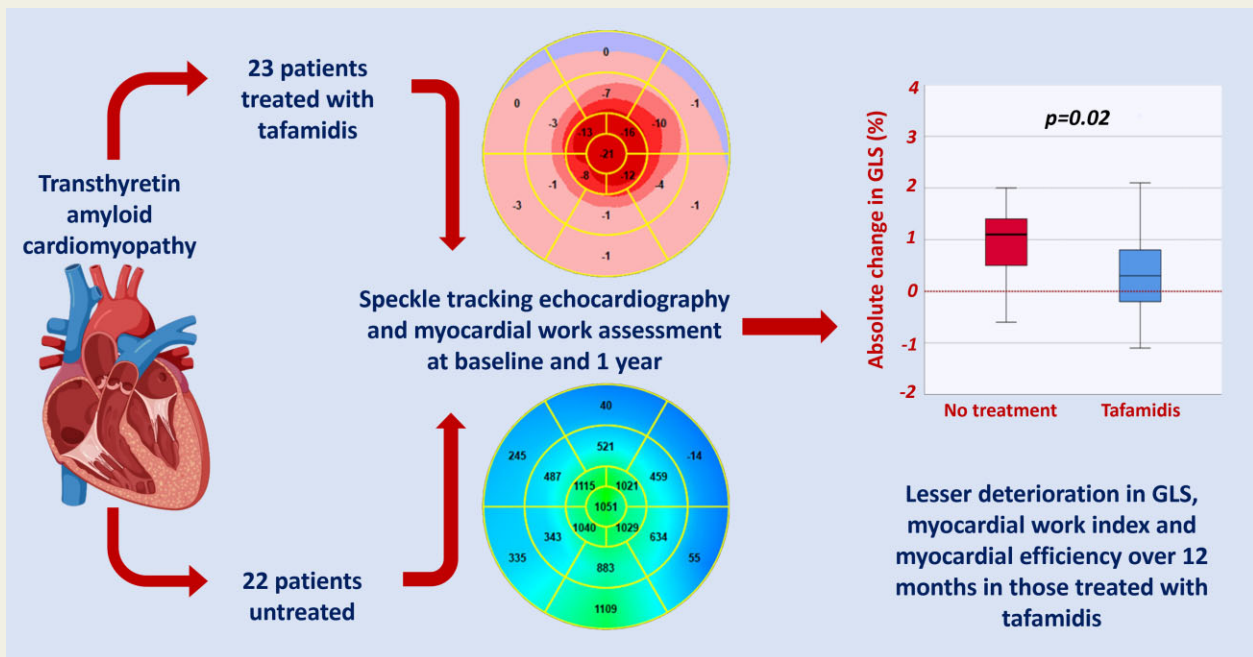 23 patients
treated with
tafamidis
Transthyretin
amyloid
cardiomyopathy
22 patients
untreated
0
0
-7
-1
-3
-13
-16
-10
-21
-8
-12
-1
-4
-3
-1
-1
-1
Speckle tracking echocardiography
and myocardial work assessment
at baseline and 1 year
40
245
521
-14
487
1115
1021
459
1051
1040
1029
343
634
335
883
55
1109
Absolute change in GLS (%)
4
3
2
1
0
-1
-2
p=0.02
No treatment
Tafamidis
Lesser deterioration in GLS,
myocardial work index and
myocardial efficiency over 12
months in those treated with
tafamidis